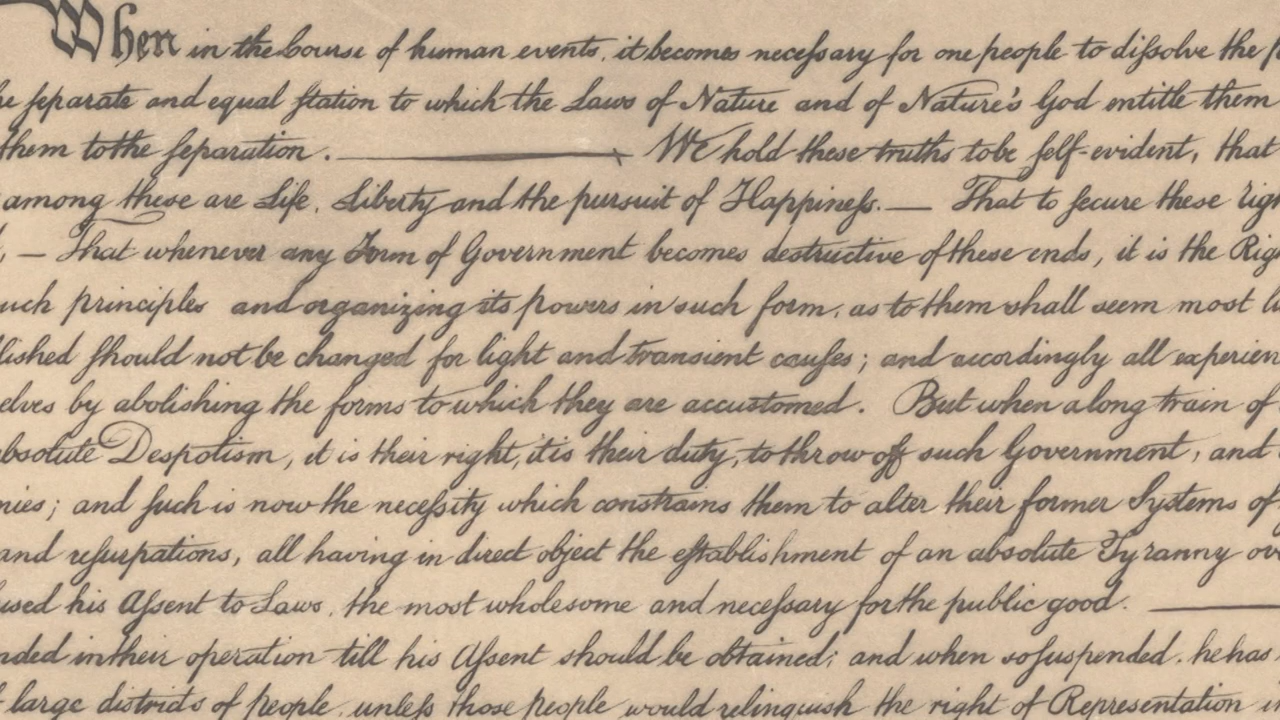 When in the Course of human events, it becomes neceſsary for one people to diſsolve the
ſeparate and equal ſtation to which the Laws of Nature and of Nature's God entitle them
them to the ſeparation. — We hold these truths to be ſelf-evident, that
among these are Life, Liberty and the pursuit of Happineſs. — That to ſecure these
— That whenever any Form of Government becomes destructive of these ends, it is the
principles and organizing its powers in such form, as to them shall seem most
ſhould not be changed for light and transient cauſes; and accordingly all
elves by abolishing the forms to which they are accustomed. But when a long train of
absolute Despotism, it is their right, it is their duty, to throw off such Government, and
nies; and ſuch is now the neceſsity which constrains them to alter their former Systems of
and uſurpations, all having in direct object the eſtablishment of an absolute Tyranny
used his Aſsent to Laws, the most wholesome and neceſsary for the public good. —
nded in their operation till his Aſsent should be obtained; and when so ſuspended, he has
large districts of people, unleſs those people would relinquish the right of Representation